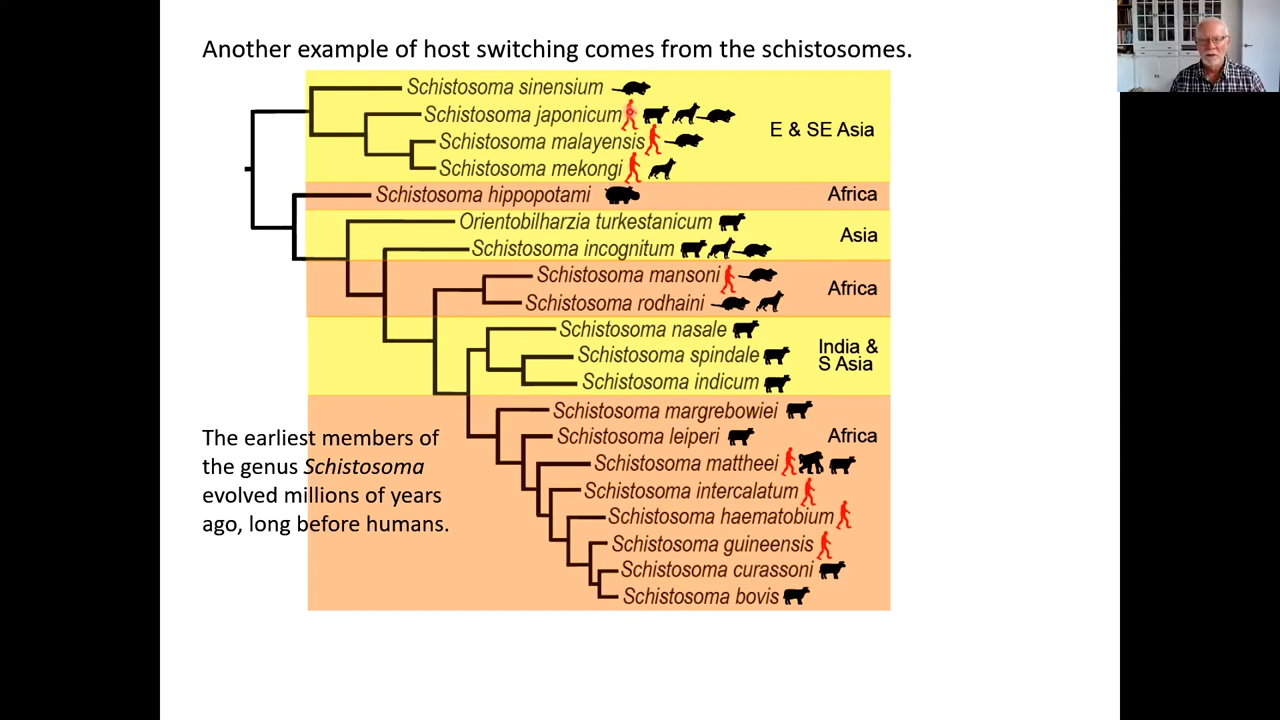 Another example of host switching comes from the schistosomes.
Schistosoma sinensium
Schistosoma japonicum
Schistosoma malayensis
Schistosoma mekongi
E & SE Asia
Schistosoma hippopotami
Africa
Orientobilharzia turkestanicum
Schistosoma incognitum
Asia
Schistosoma mansoni
Schistosoma rodhaini
Africa
Schistosoma nasale
Schistosoma spindale
Schistosoma indicum
India &
S Asia
Schistosoma margrebowiei
Schistosoma leiperi
Schistosoma mattheei
Schistosoma intercalatum
Schistosoma haematobium
Schistosoma guineensis
Schistosoma curassoni
Schistosoma bovis
Africa
The earliest members of
the genus Schistosoma
evolved millions of years
ago, long before humans.